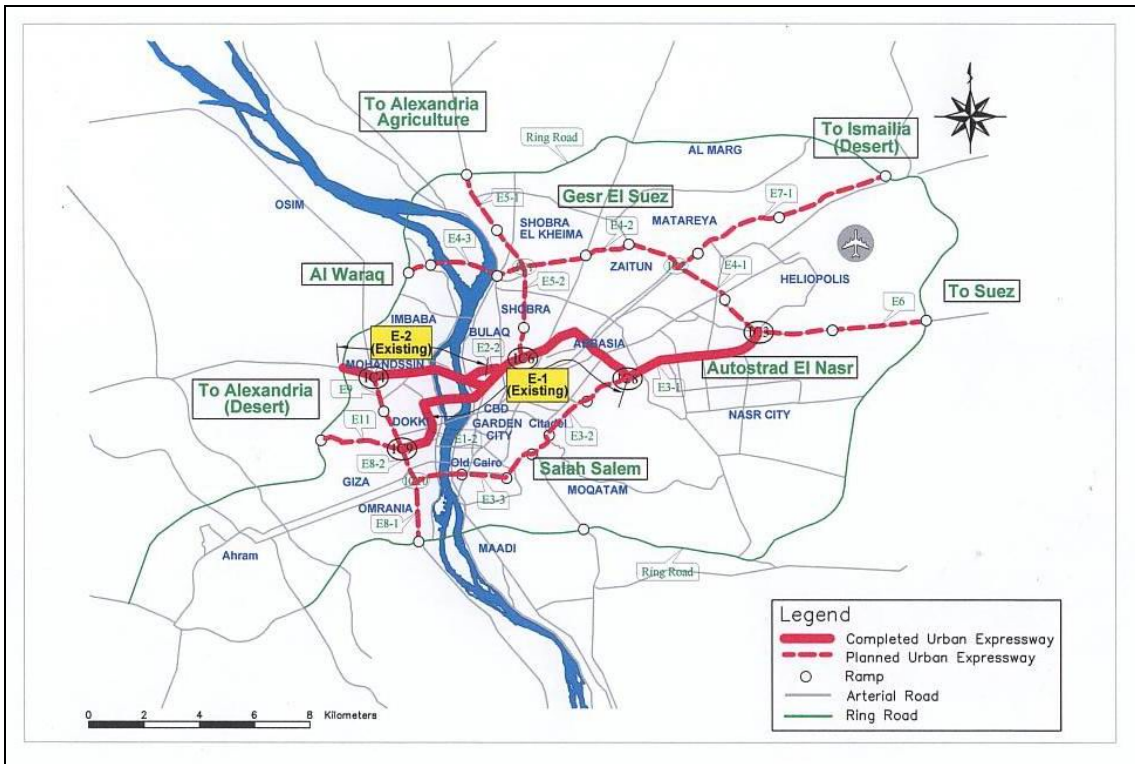 To Alexandria
Agriculture
Ring Road
AL MARG
To Ismailia
(Desert)
OSIM
E5-1
Gesr El Suez
E7-1
SHOBRA
EL KHEIMA
E4-2
MATAREYA
E4-3
Al Waraq
ZAITUN
E4-1
HELIOPOLIS
E5-2
E6
To Suez
SHOBRA
IMBABA
BULAQ
E-2
(Existing)
E2-2
ABBASIA
IC6
MOHANDSSIN
E-1
(Existing)
E3-1
Autostrad El Nasr
To Alexandria
(Desert)
E9
E11
DOKKI
CBD
GARDEN
CITY
Citadel
NASR CITY
E1-2
E3-2
IC9
E8-2
Old Cairo
Salah Salem
GIZA
MOQATAM
E3-3
OMRANIA
E8-1
MAADI
Ahram
Ring Road
Legend
Completed Urban Expressway
Planned Urban Expressway
Ramp
Arterial Road
Ring Road
0 2 4 6 8 Kilometers